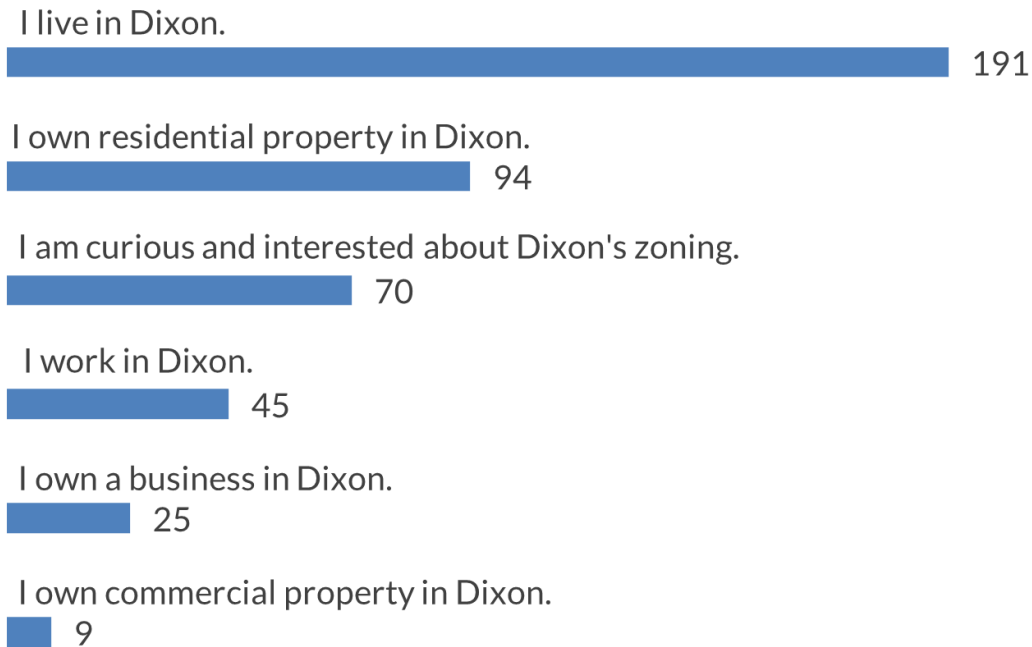 I live in Dixon.
191
I own residential property in Dixon.
94
I am curious and interested about Dixon's zoning.
70
I work in Dixon.
45
I own a business in Dixon.
25
I own commercial property in Dixon.
9